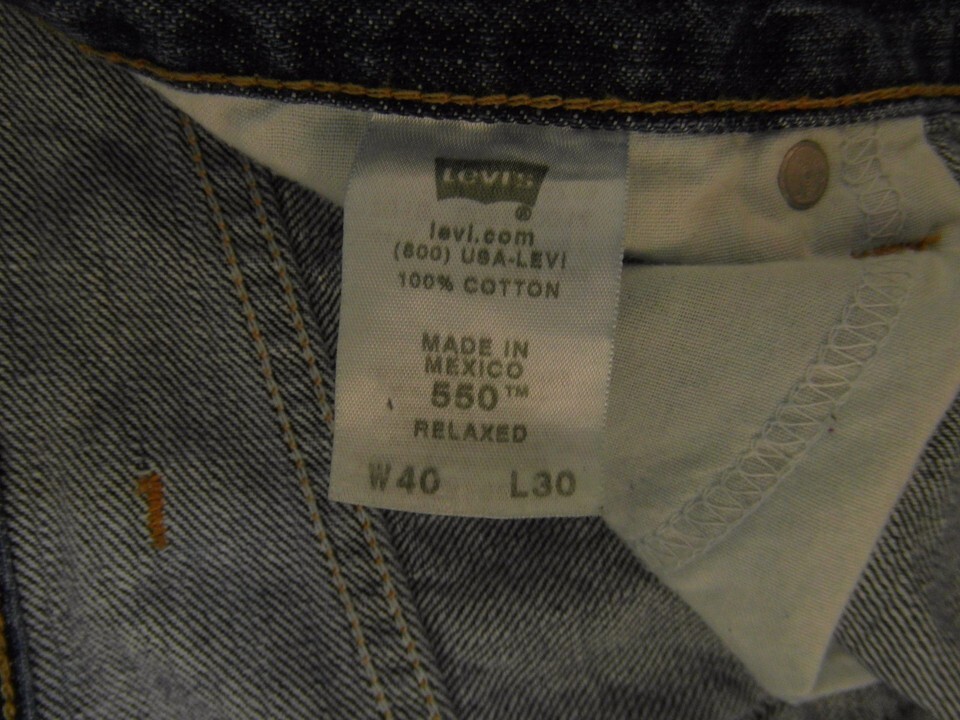 Levi's
®
levi.com
(800) USA-LEVI
100% COTTON
MADE IN
MEXICO
550™
RELAXED
W40 L30